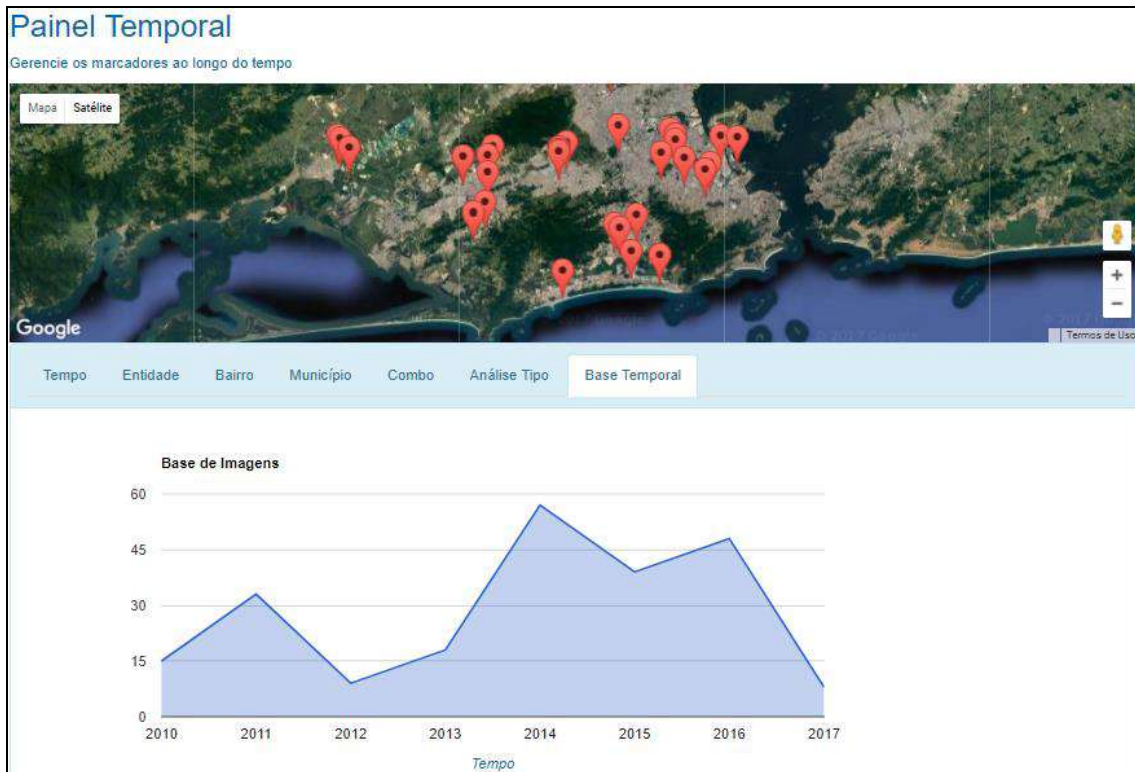 Painel Temporal
Gerencie os marcadores ao longo do tempo
Mapa Satélite
Google
Termos de Uso
Tempo Entidade Bairro Município Combo Análise Tipo Base Temporal
Base de Imagens
60
45
30
15
0
2010 2011 2012 2013 2014 2015 2016 2017
Tempo